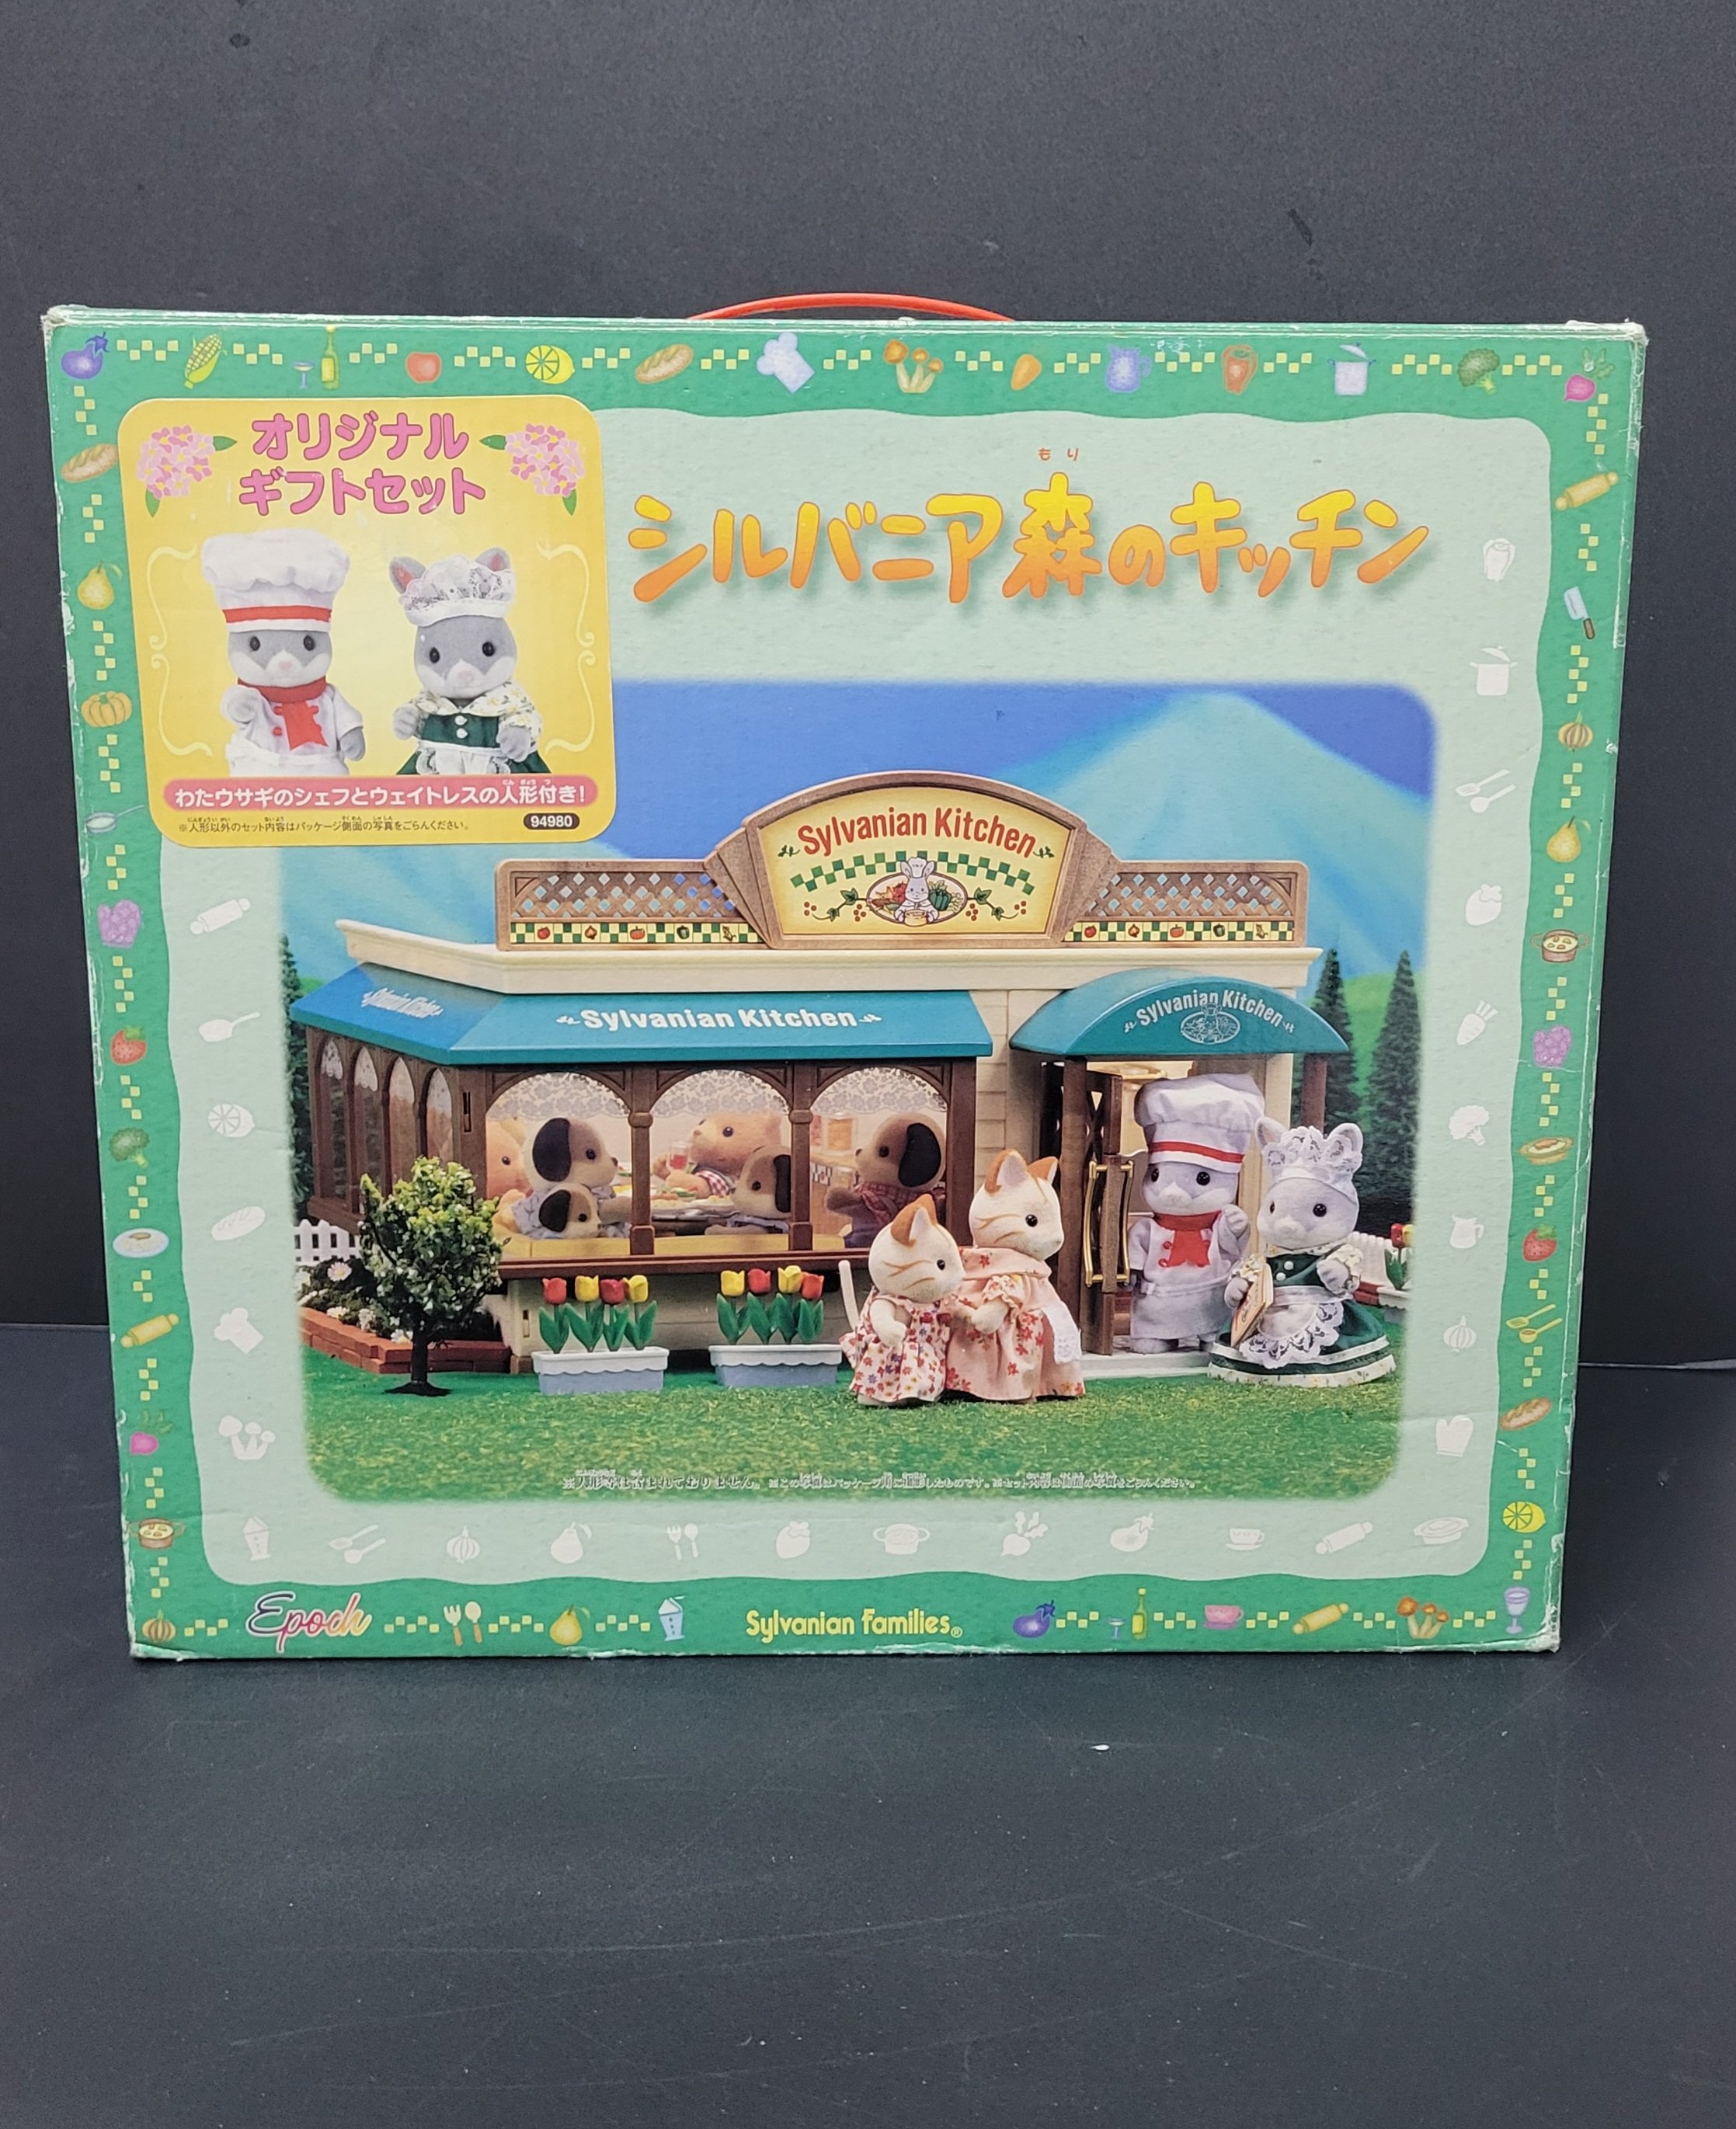 オリジナル
ギフトセット
わたウサギのシェフとウェイトレスの人形付き!
※人形以外のセット内容はパッケージ側面の写真をごらんください。
94980
もり
シルバニア森のキッチン
Sylvanian Kitchen
Sylvanian Kitchen
Sylvanian Kitchen
Sylvanian Kitchen
Epoch
Sylvanian Families®